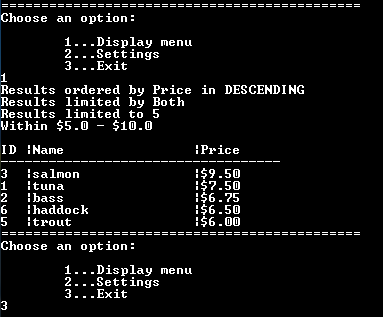 ==============================================
Choose an option:
1...Display menu
2...Settings
3...Exit
1
Results ordered by Price in DESCENDING
Results limited by Both
Results limited to 5
Within $5.0 - $10.0
ID |Name |Price
-----------------------------------
3 |salmon |$9.50
1 |tuna |$7.50
2 |bass |$6.75
6 |haddock |$6.50
5 |trout |$6.00
==============================================
Choose an option:
1...Display menu
2...Settings
3...Exit
3